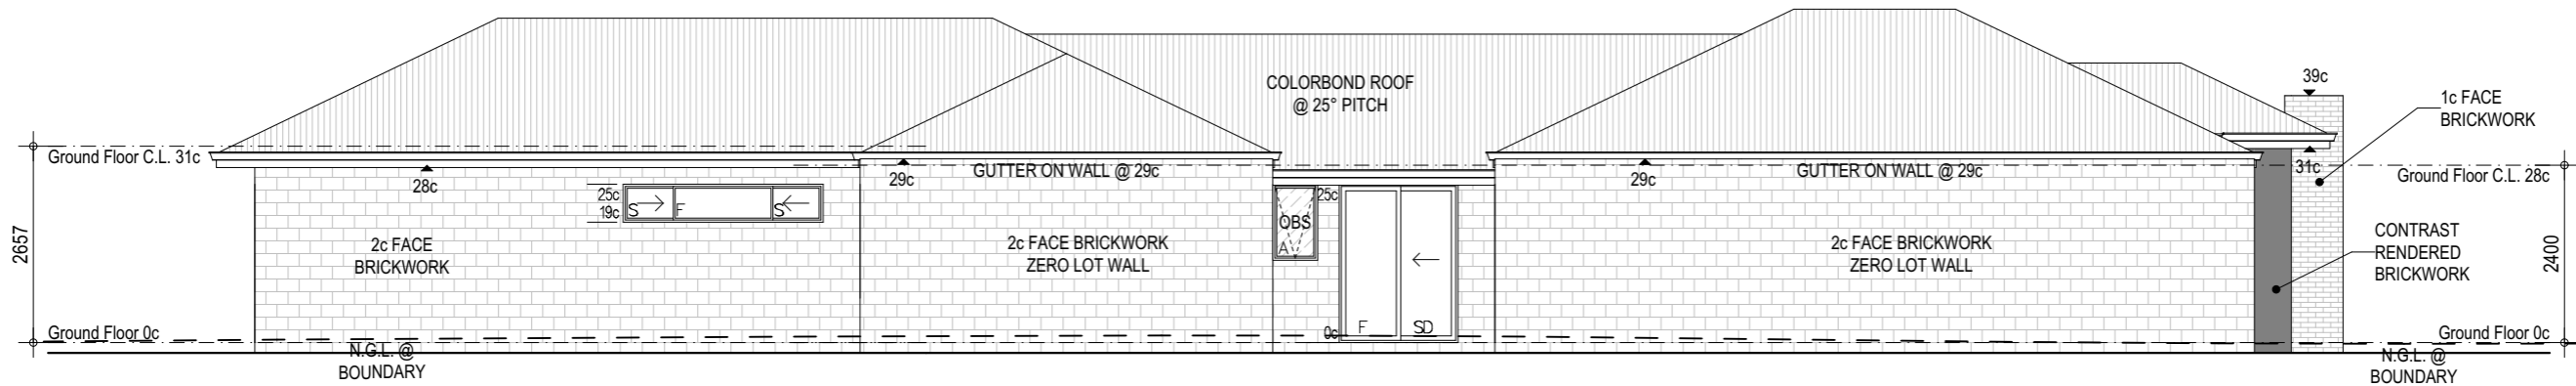 COLORBOND ROOF
@ 25° PITCH
39c
1c FACE
BRICKWORK
Ground Floor C.L. 31c
28c
29c
GUTTER ON WALL @ 29c
29c
GUTTER ON WALL @ 29c
31c
Ground Floor C.L. 28c
25c
19c
S
F
S
25c
OBS
A
2c FACE
BRICKWORK
2c FACE BRICKWORK
ZERO LOT WALL
2c FACE BRICKWORK
ZERO LOT WALL
CONTRAST
RENDERED
BRICKWORK
2657
2400
Ground Floor 0c
0c
F
SD
Ground Floor 0c
N.G.L. @
BOUNDARY
N.G.L. @
BOUNDARY